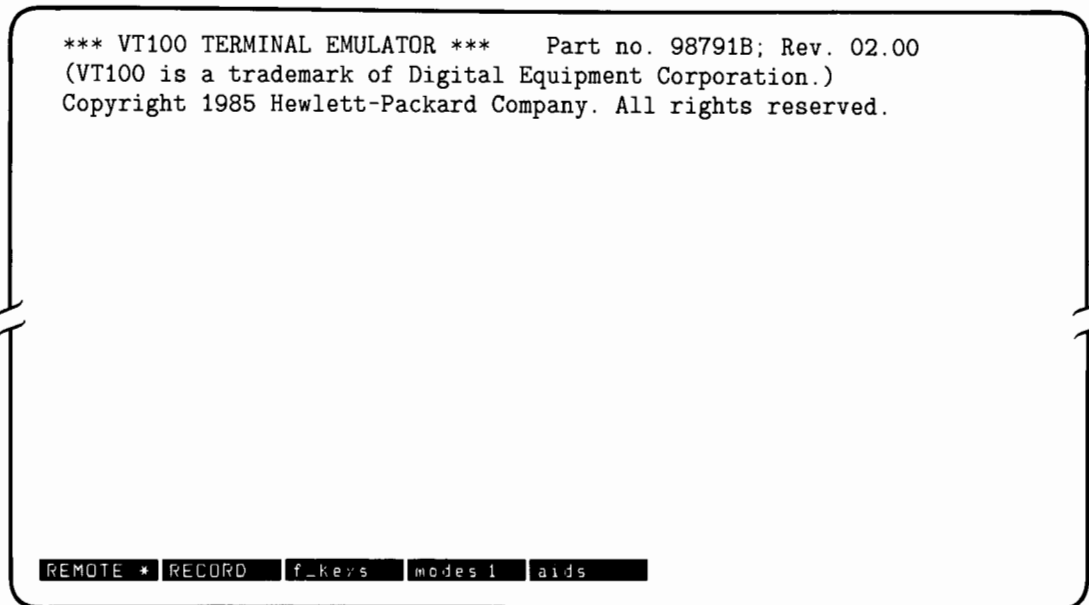 *** VT100 TERMINAL EMULATOR *** Part no. 98791B; Rev. 02.00
(VT100 is a trademark of Digital Equipment Corporation.)
Copyright 1985 Hewlett-Packard Company. All rights reserved.
REMOTE * RECORD f_keys modes 1 aids